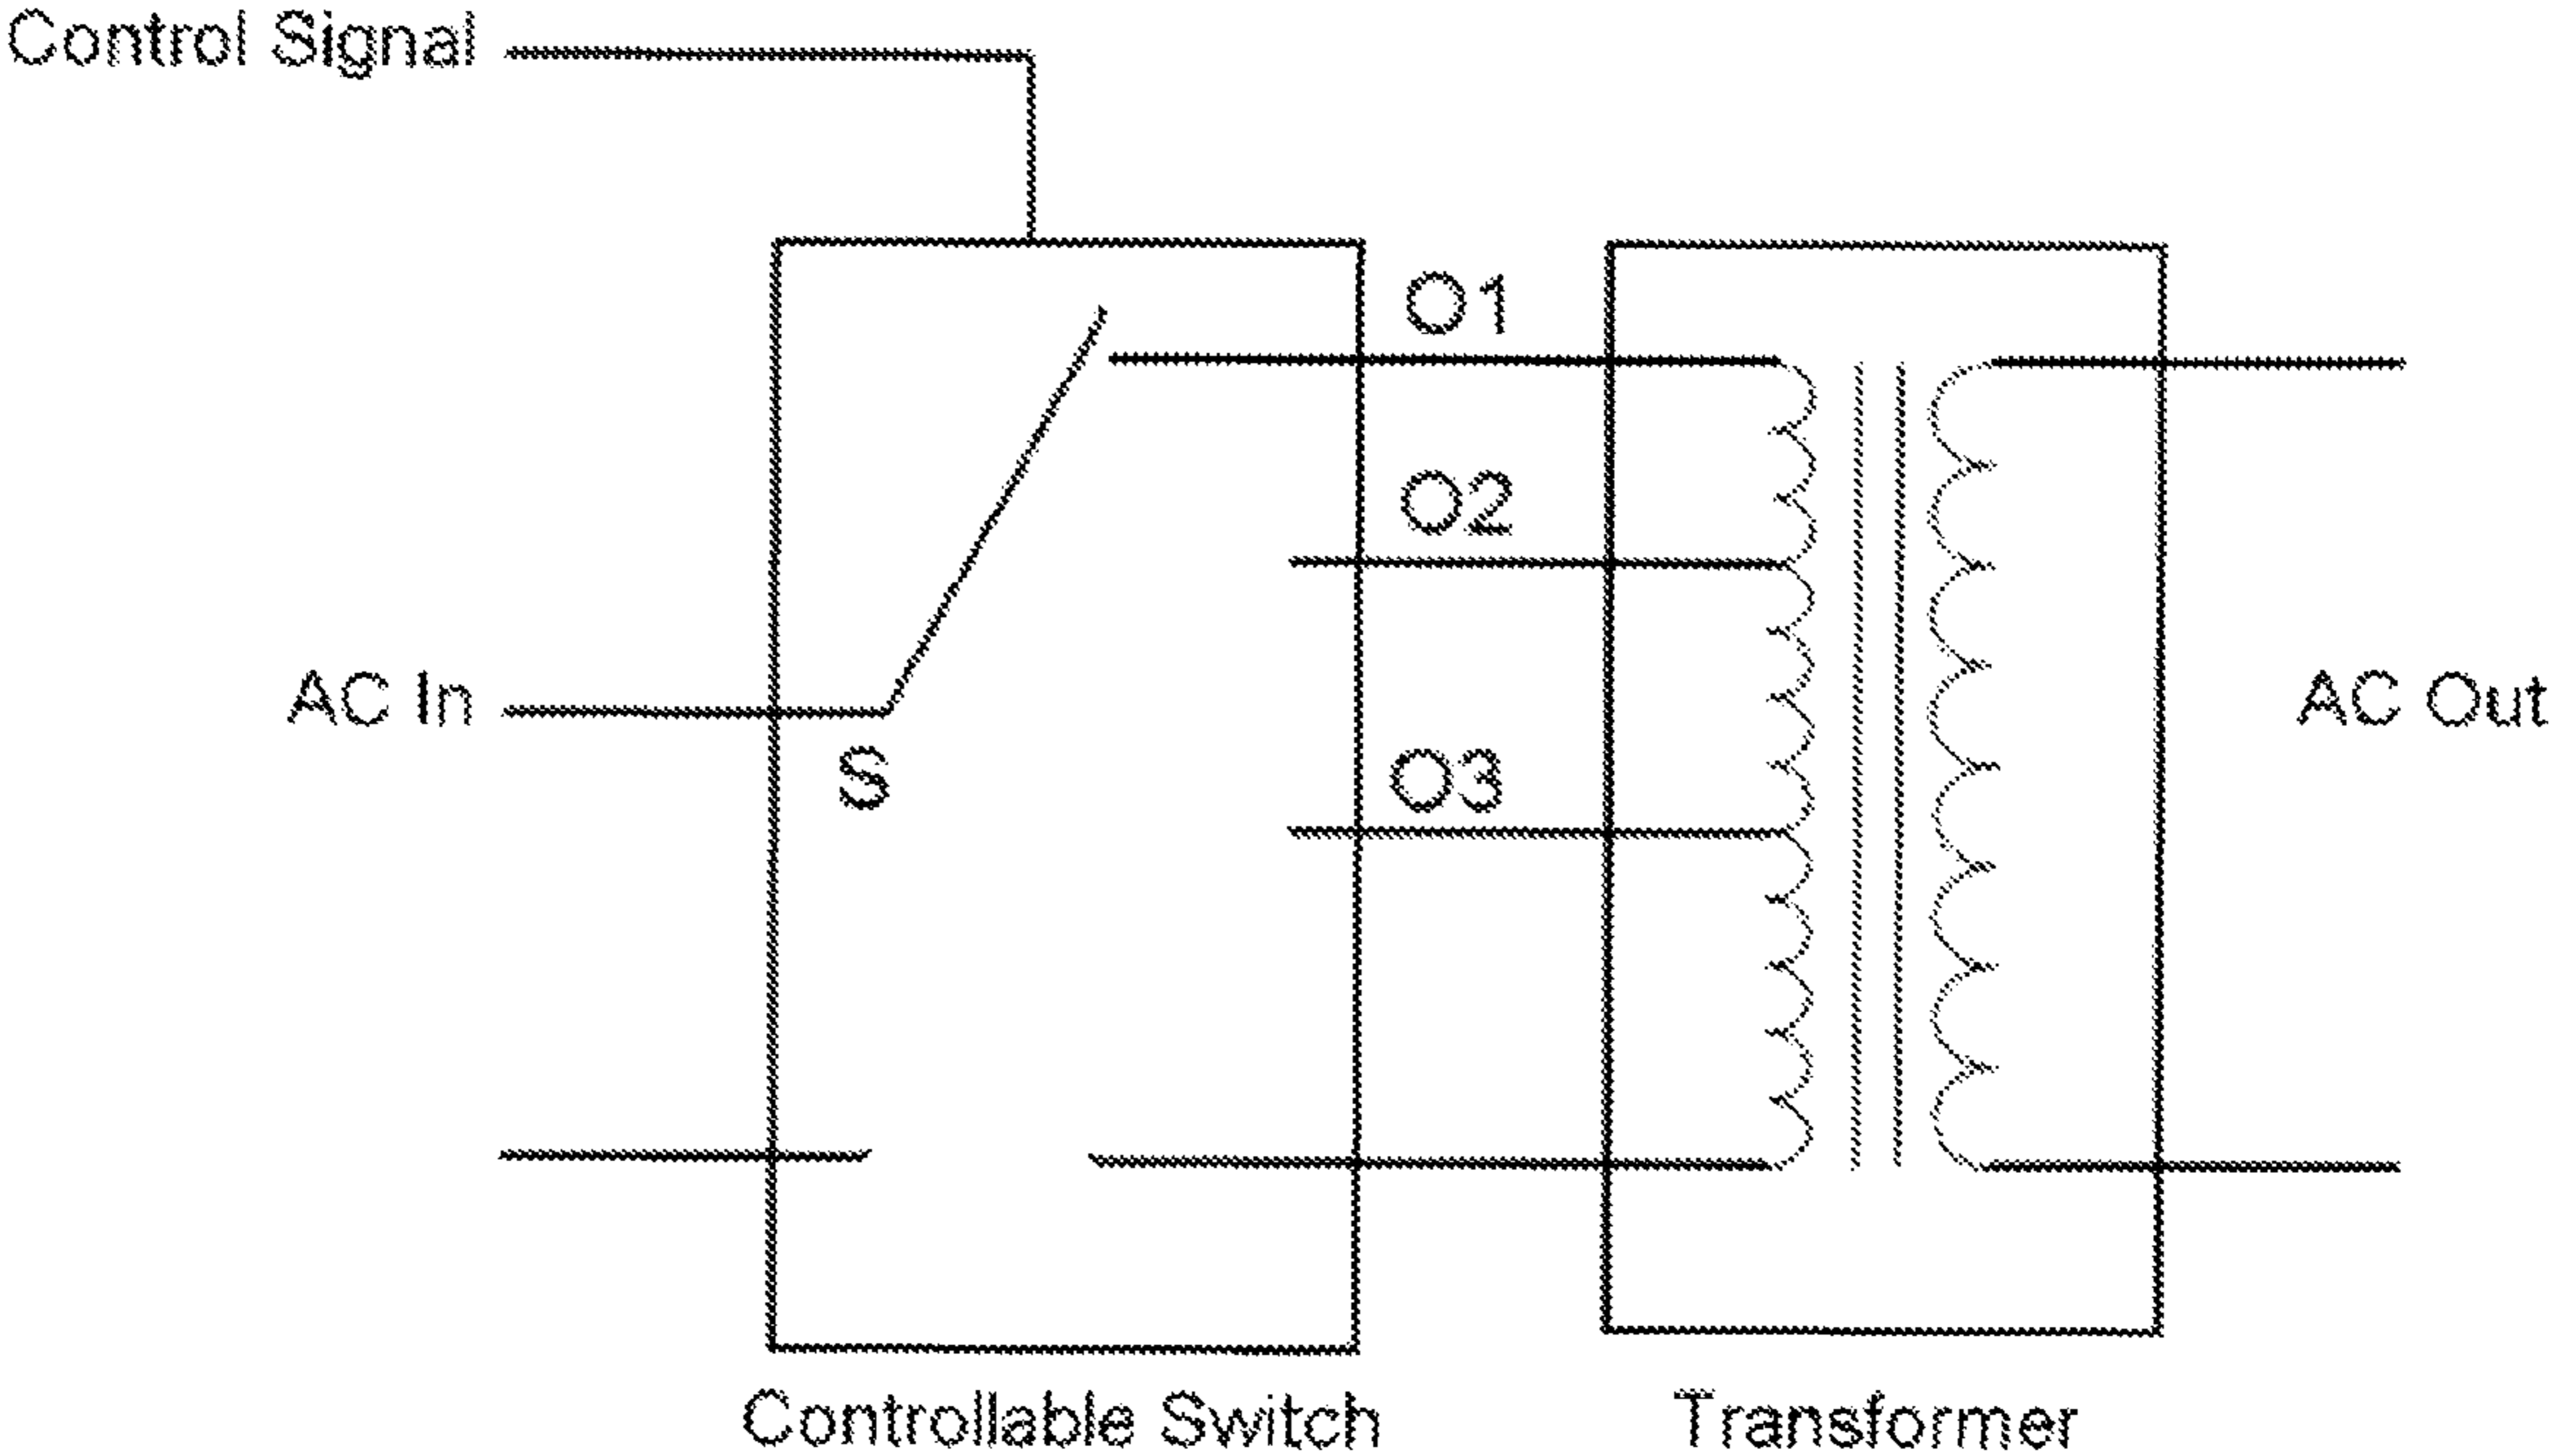 Control Signal
O1
O2
AC In
AC Out
S
O3
Controllable Switch
Transformer